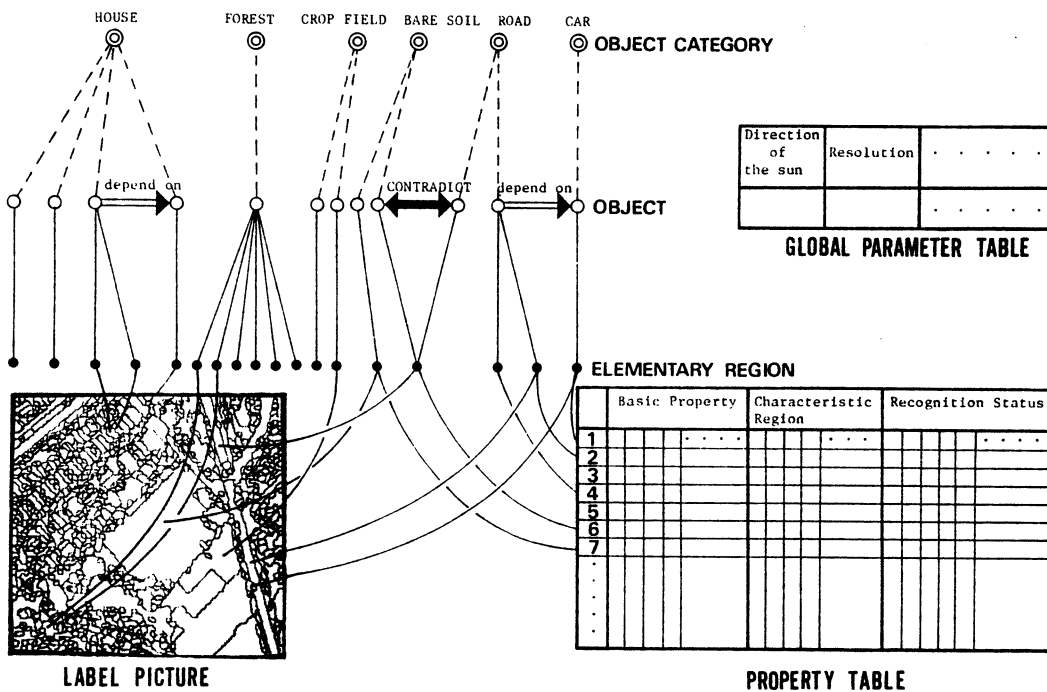 HOUSE FOREST CROP FIELD BARE SOIL ROAD CAR
OBJECT CATEGORY
depend on CONTRADICT depend on
OBJECT
Direction
of
the sun
Resolution
GLOBAL PARAMETER TABLE
ELEMENTARY REGION
Basic Property
Characteristic
Region
Recognition Status
1
2
3
4
5
6
7
LABEL PICTURE
PROPERTY TABLE